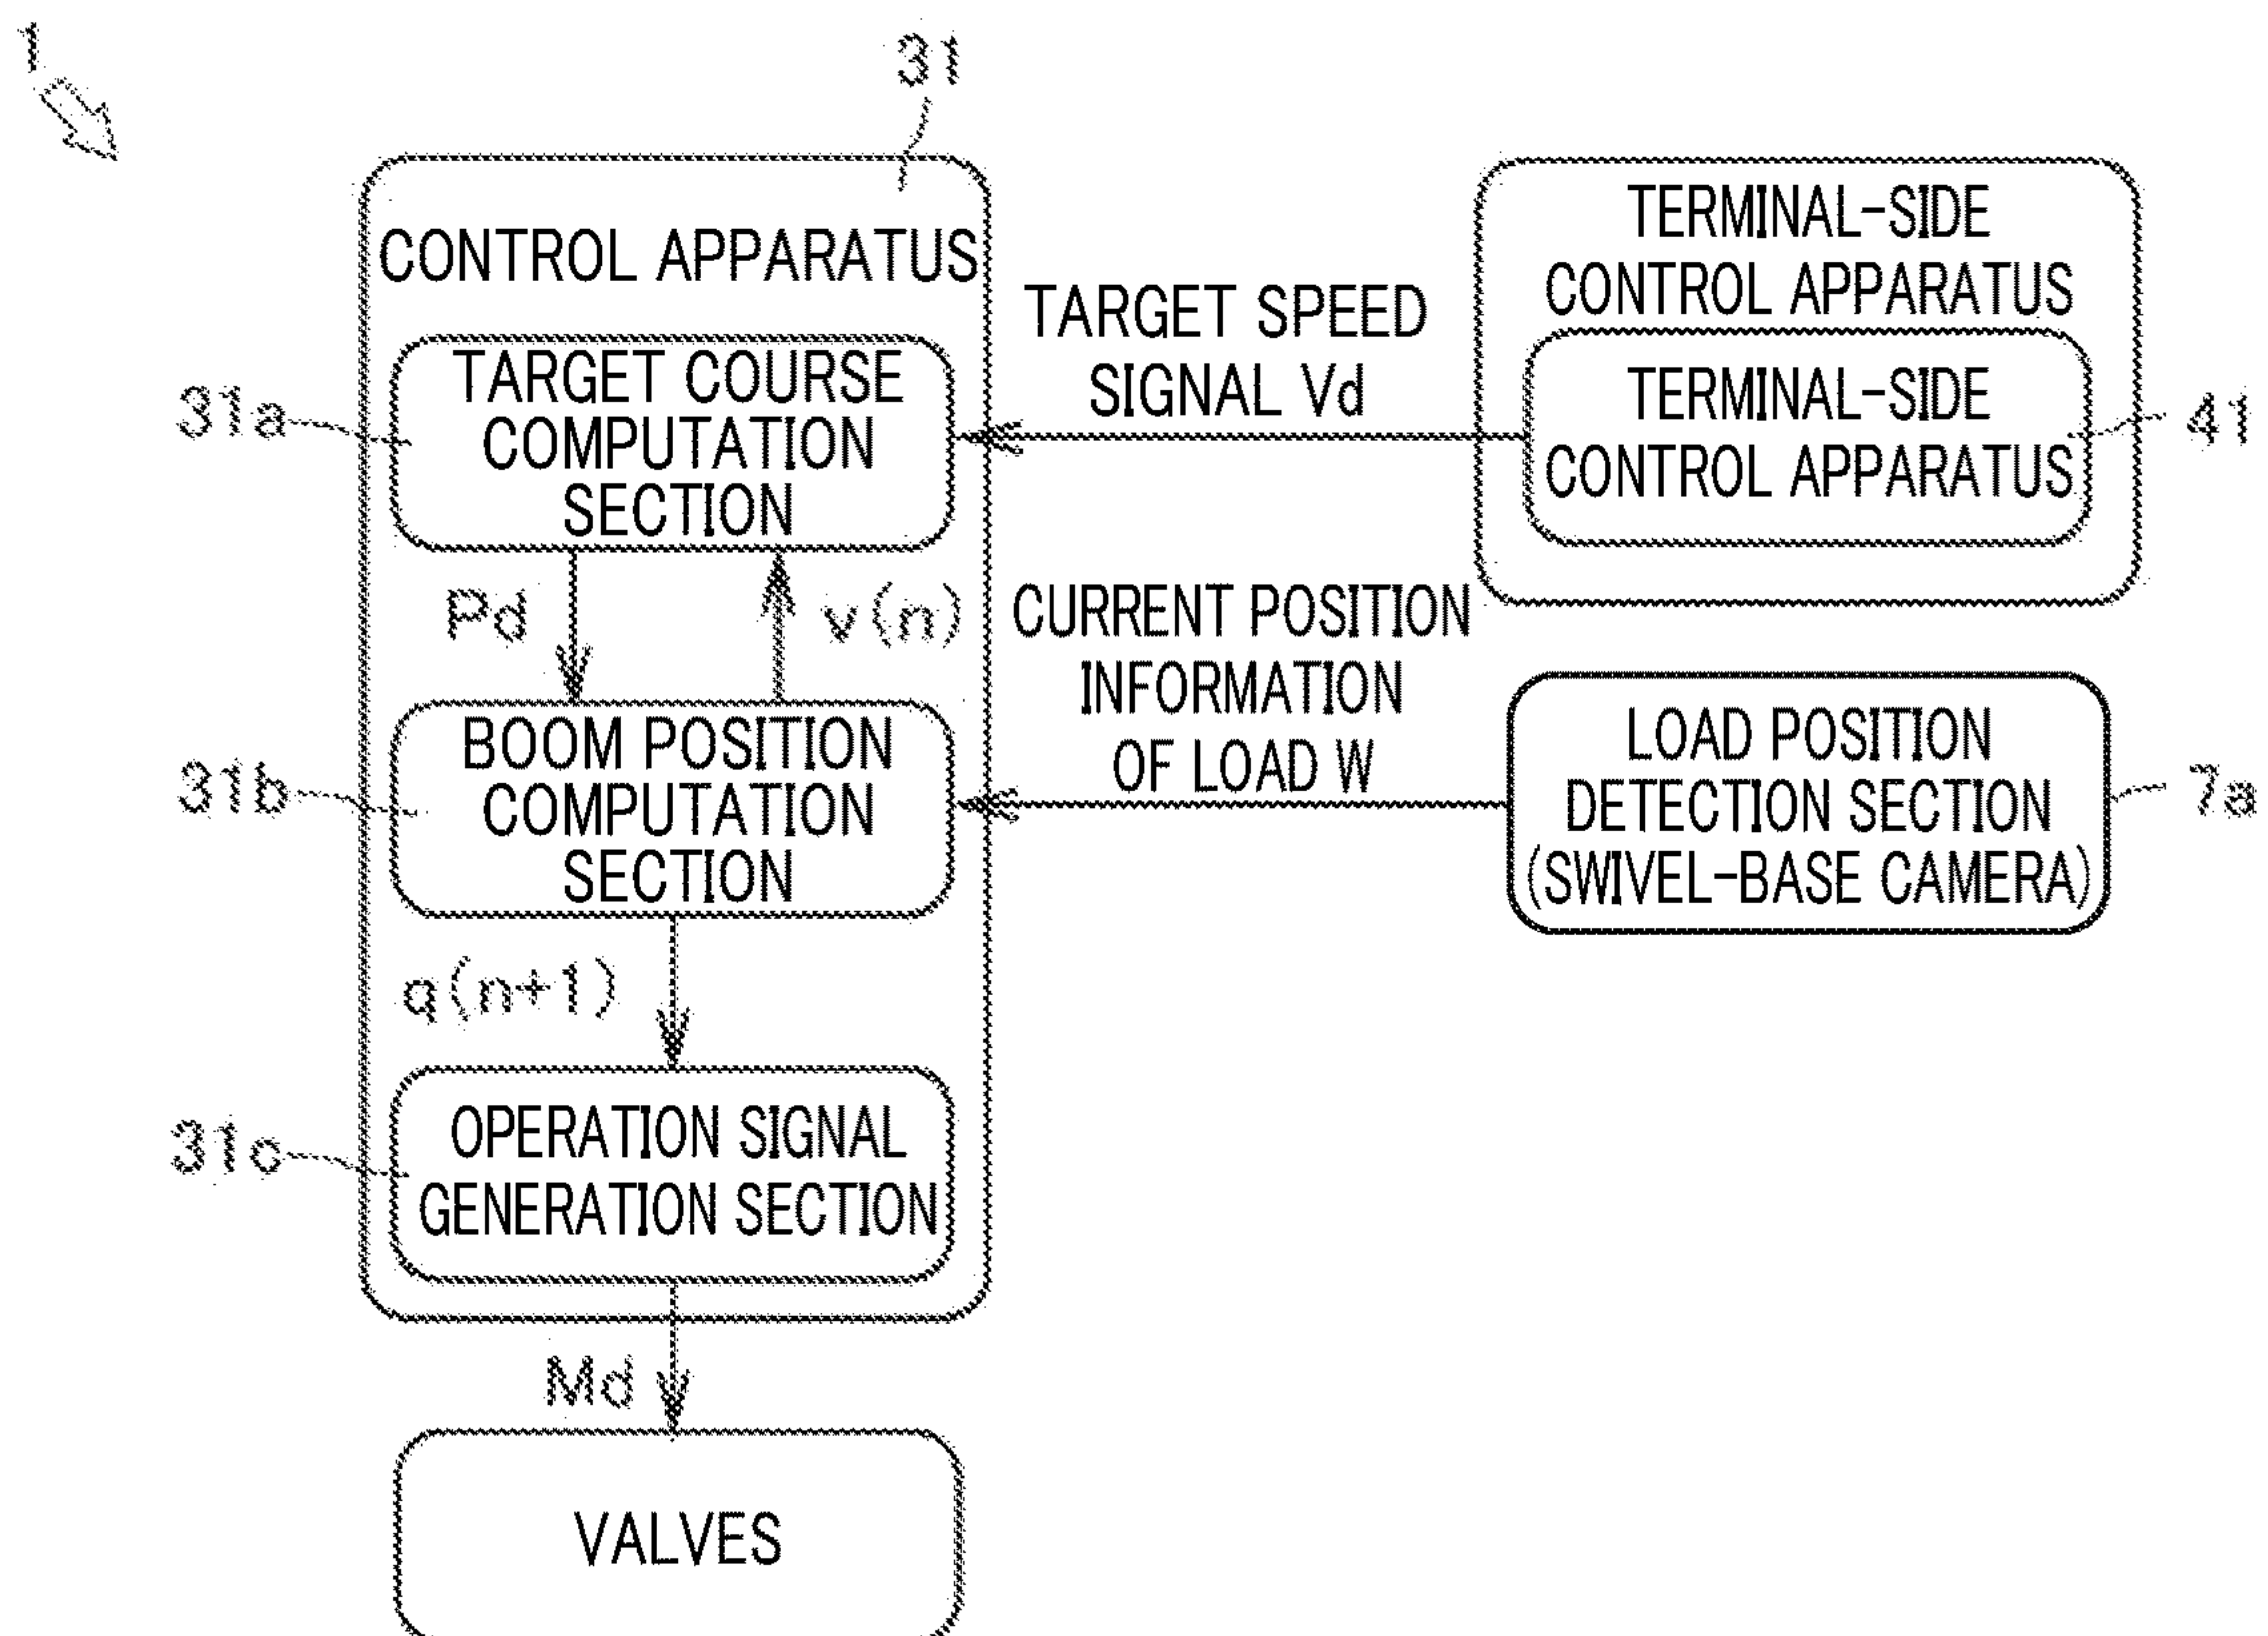 1
31
CONTROL APPARATUS
TARGET COURSE
COMPUTATION
SECTION
31a
TARGET SPEED
SIGNAL Vd
TERMINAL-SIDE
CONTROL APPARATUS
TERMINAL-SIDE
CONTROL APPARATUS
41
Pd
v(n)
CURRENT POSITION
INFORMATION
OF LOAD W
BOOM POSITION
COMPUTATION
SECTION
31b
LOAD POSITION
DETECTION SECTION
(SWIVEL-BASE CAMERA)
7a
q(n+1)
OPERATION SIGNAL
GENERATION SECTION
31c
Md
VALVES